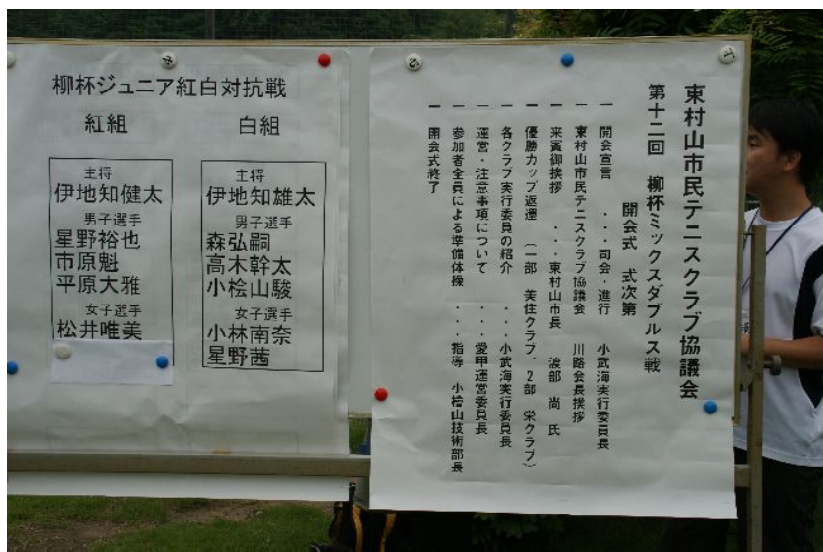 柳杯ジュニア紅白対抗戦
紅組
主将
伊地知健太
男子選手
星野裕也
市原魁
平原大雅
女子選手
松井唯美
白組
主将
伊地知雄太
男子選手
森弘嗣
高木幹太
小桧山駿
女子選手
小林南奈
星野茜
東村山市民テニスクラブ協議会
第十二回 柳杯ミックスダブルス戦
開会式 式次第
一 開会宣言 ・・・司会・進行 小武海実行委員長
一 東村山市民テニスクラブ協議会 川路会長挨拶
一 来賓御挨拶 ・・・東村山市長 渡部 尚 氏
一 優勝カップ返還 (一部 美住クラブ、2部 栄クラブ)
一 各クラブ実行委員の紹介 ・・・小武海実行委員長
一 運営・注意事項について ・・・愛甲運営委員長
一 参加者全員による準備体操 ・・・指導 小桧山技術部長
一 開会式終了